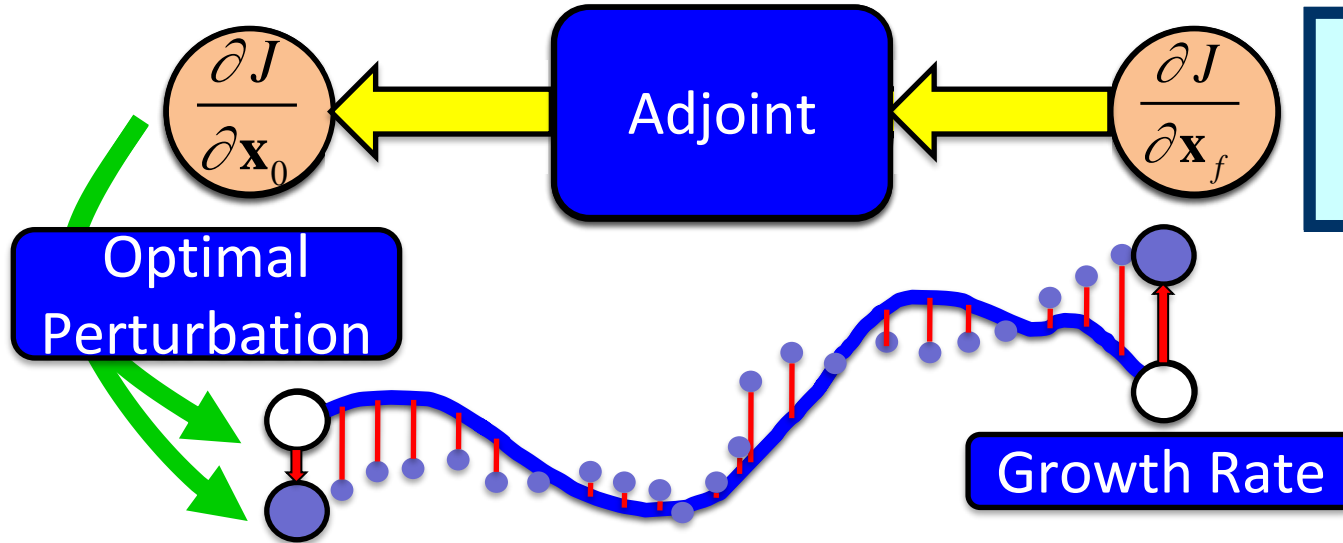 ∂J
∂x₀
Adjoint
∂J
∂x_f
Optimal
Perturbation
Growth Rate